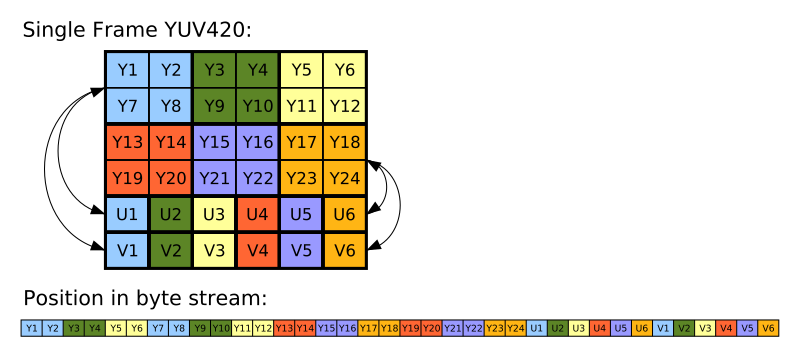 Single Frame YUV420:
Y1 Y2 Y3 Y4 Y5 Y6
Y7 Y8 Y9 Y10 Y11 Y12
Y13 Y14 Y15 Y16 Y17 Y18
Y19 Y20 Y21 Y22 Y23 Y24
U1 U2 U3 U4 U5 U6
V1 V2 V3 V4 V5 V6
Position in byte stream:
Y1 Y2 Y3 Y4 Y5 Y6 Y7 Y8 Y9 Y10 Y11 Y12 Y13 Y14 Y15 Y16 Y17 Y18 Y19 Y20 Y21 Y22 Y23 Y24 U1 U2 U3 U4 U5 U6 V1 V2 V3 V4 V5 V6